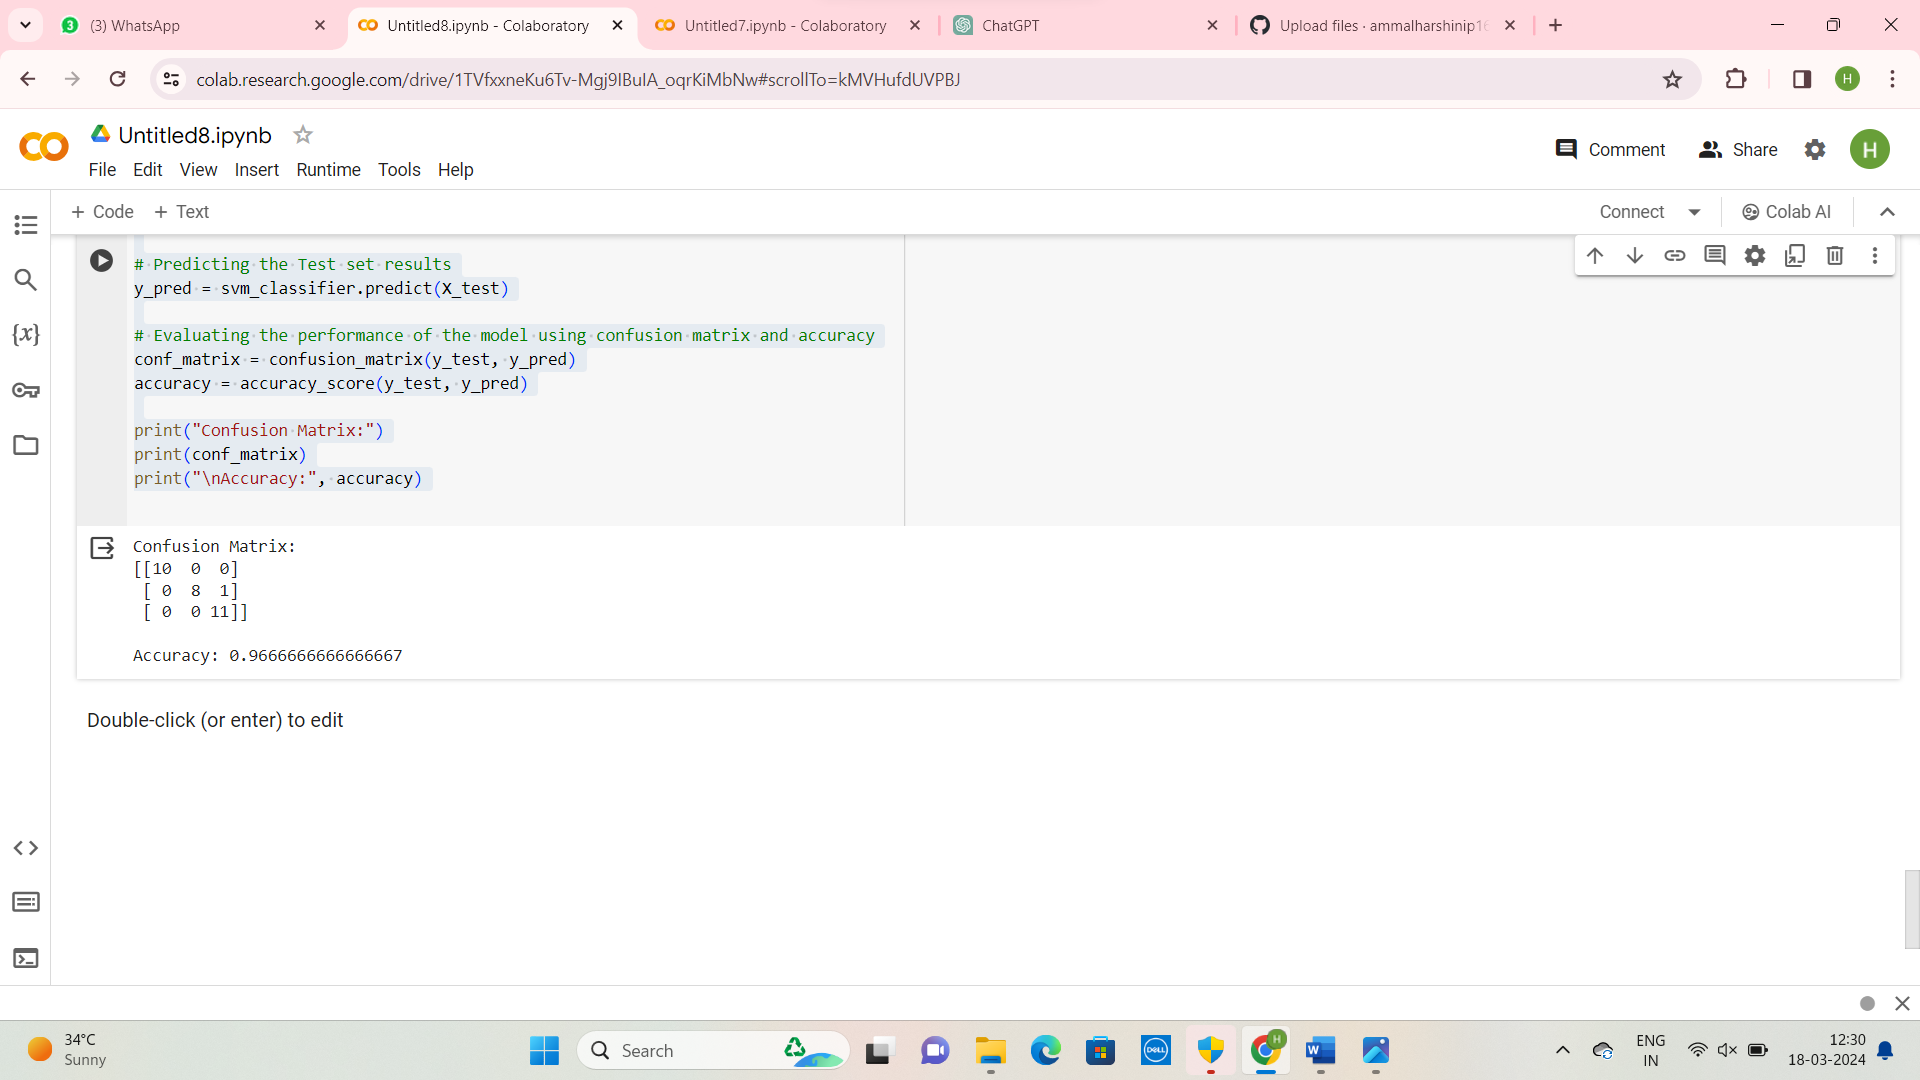 (3) WhatsApp
Untitled8.ipynb - Colaboratory
Untitled7.ipynb - Colaboratory
ChatGPT
Upload files · ammalharshinip16
colab.research.google.com/drive/1TVfxxneKu6Tv-Mgj9IBuIA_oqrKiMbNw#scrollTo=kMVHufdUVPBJ
H
Untitled8.ipynb
File Edit View Insert Runtime Tools Help
Comment
Share
H
+ Code + Text
Connect
Colab AI
# Predicting the Test set results
y_pred = svm_classifier.predict(X_test)
# Evaluating the performance of the model using confusion matrix and accuracy
conf_matrix = confusion_matrix(y_test, y_pred)
accuracy = accuracy_score(y_test, y_pred)
print("Confusion Matrix:")
print(conf_matrix)
print("\nAccuracy:", accuracy)
Confusion Matrix:
[[10  0  0]
 [ 0  8  1]
 [ 0  0 11]]
Accuracy: 0.9666666666666667
Double-click (or enter) to edit
34°C
Sunny
Search
DELL
H
W
ENG
IN
12:30
18-03-2024